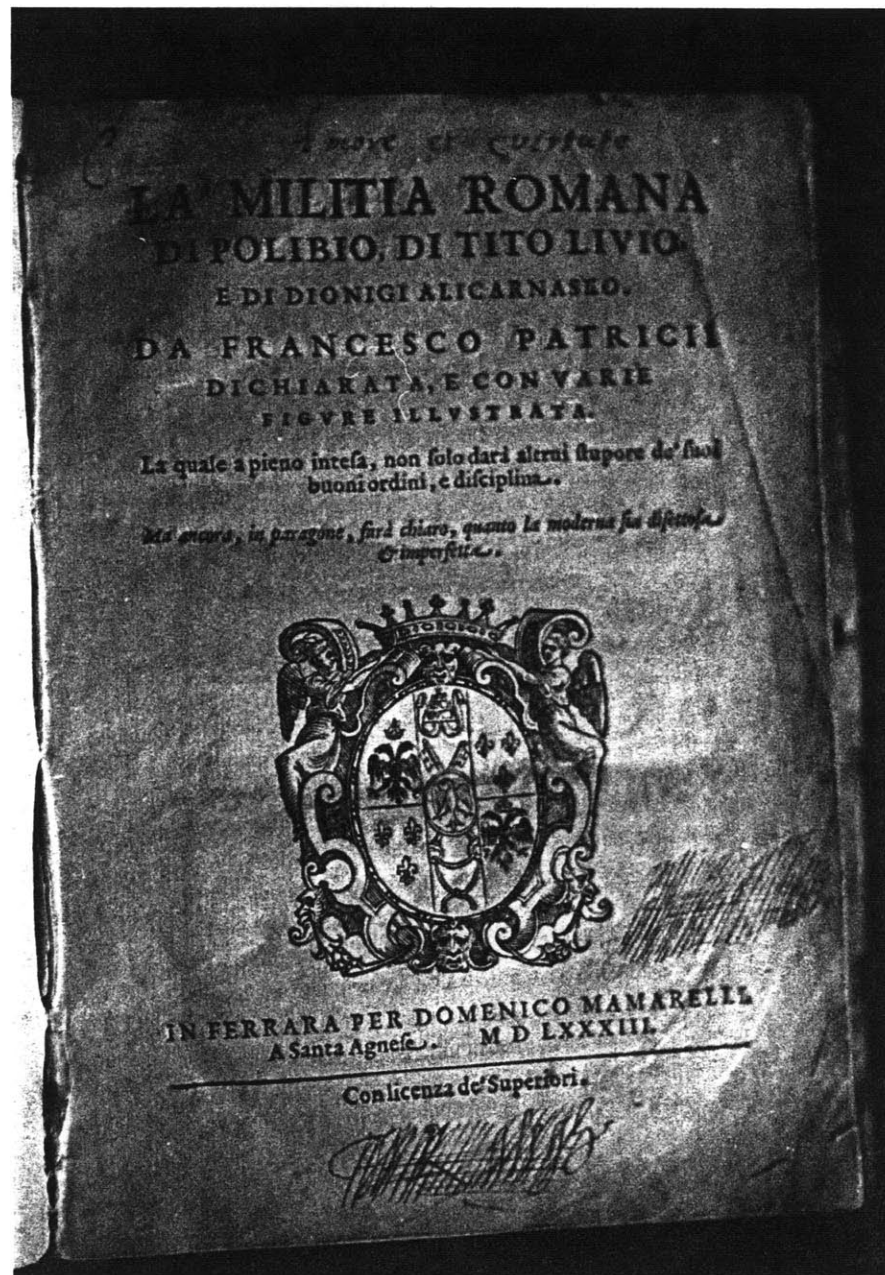 LA MILITIA ROMANA
DI POLIBIO, DI TITO LIVIO,
E DI DIONIGI ALICARNASEO.
DA FRANCESCO PATRICII
DICHIARATA, E CON VARIE
FIGVRE ILLVSTRATA.
La quale a pieno intesa, non solo darà altrui stupore de' suoi
buoni ordini, e disciplina.
Ma ancora, in paragone, farà chiaro, quanto la moderna sia difettosa
& imperfetta.
IN FERRARA PER DOMENICO MAMARELLI.
A Santa Agnese. M D LXXXIII.
Con licenza de' Superiori.